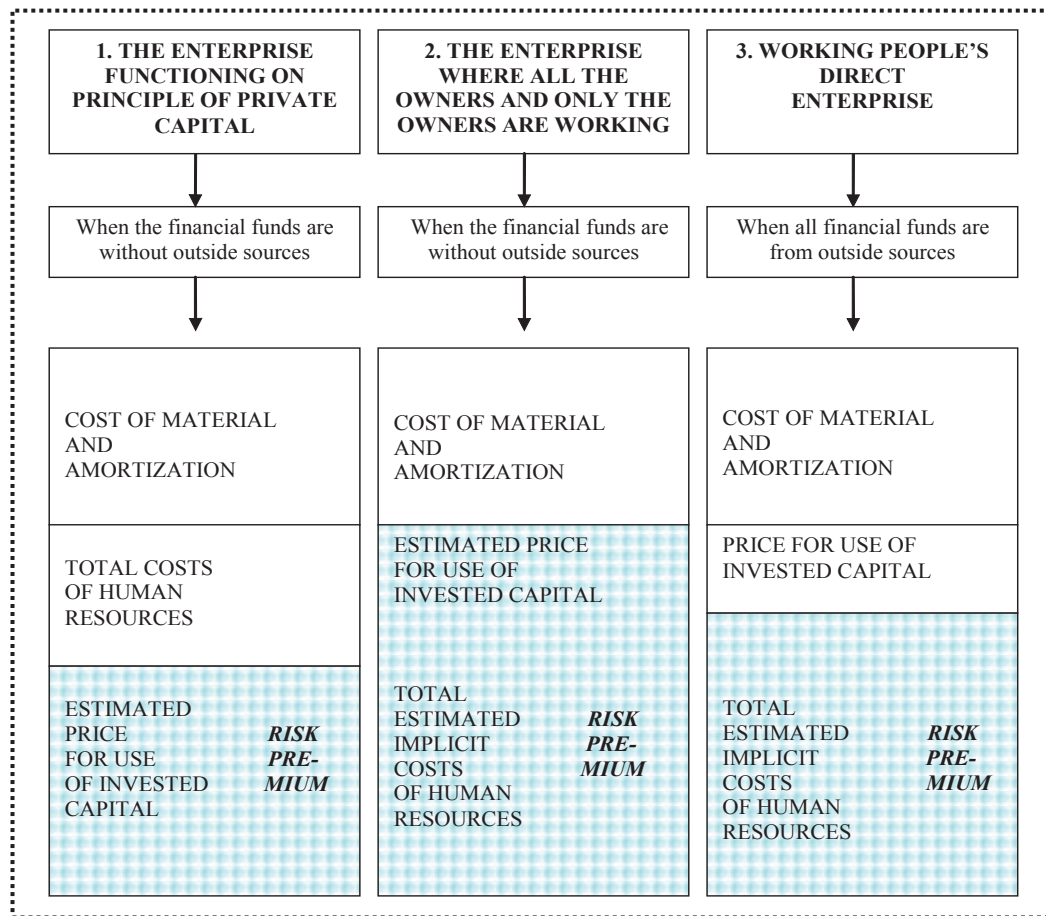 1. THE ENTERPRISE
FUNCTIONING ON
PRINCIPLE OF PRIVATE
CAPITAL
When the financial funds are
without outside sources
COST OF MATERIAL
AND
AMORTIZATION
TOTAL COSTS
OF HUMAN
RESOURCES
ESTIMATED
PRICE RISK
FOR USE PRE-
OF INVESTED MIUM
CAPITAL
2. THE ENTERPRISE
WHERE ALL THE
OWNERS AND ONLY THE
OWNERS ARE WORKING
When the financial funds are
without outside sources
COST OF MATERIAL
AND
AMORTIZATION
ESTIMATED PRICE
FOR USE OF
INVESTED CAPITAL
TOTAL
ESTIMATED RISK
IMPLICIT PRE-
COSTS MIUM
OF HUMAN
RESOURCES
3. WORKING PEOPLE’S
DIRECT
ENTERPRISE
When all financial funds are
from outside sources
COST OF MATERIAL
AND
AMORTIZATION
PRICE FOR USE OF
INVESTED CAPITAL
TOTAL
ESTIMATED RISK
IMPLICIT PRE-
COSTS MIUM
OF HUMAN
RESOURCES